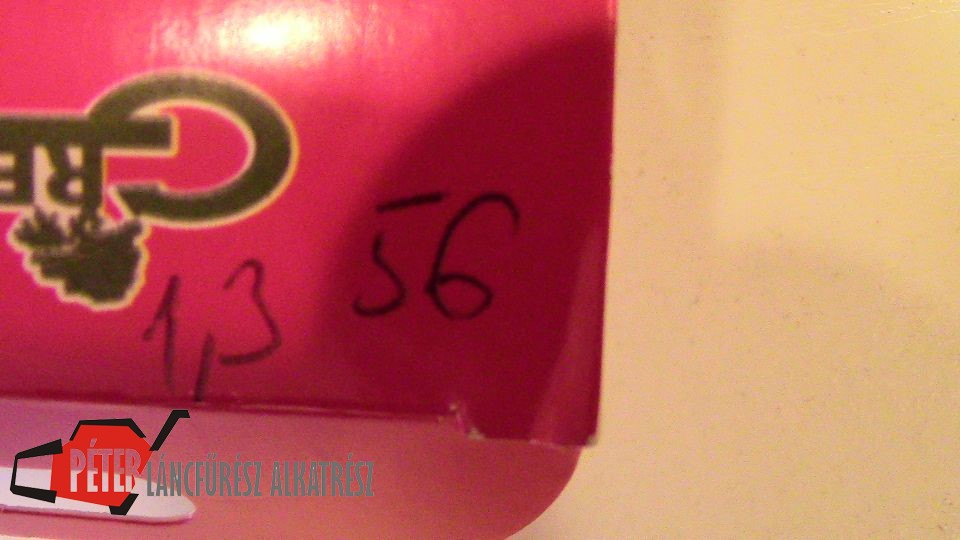 1,3 56
PÉTER LÁNCFŰRÉSZ ALKATRÉSZ